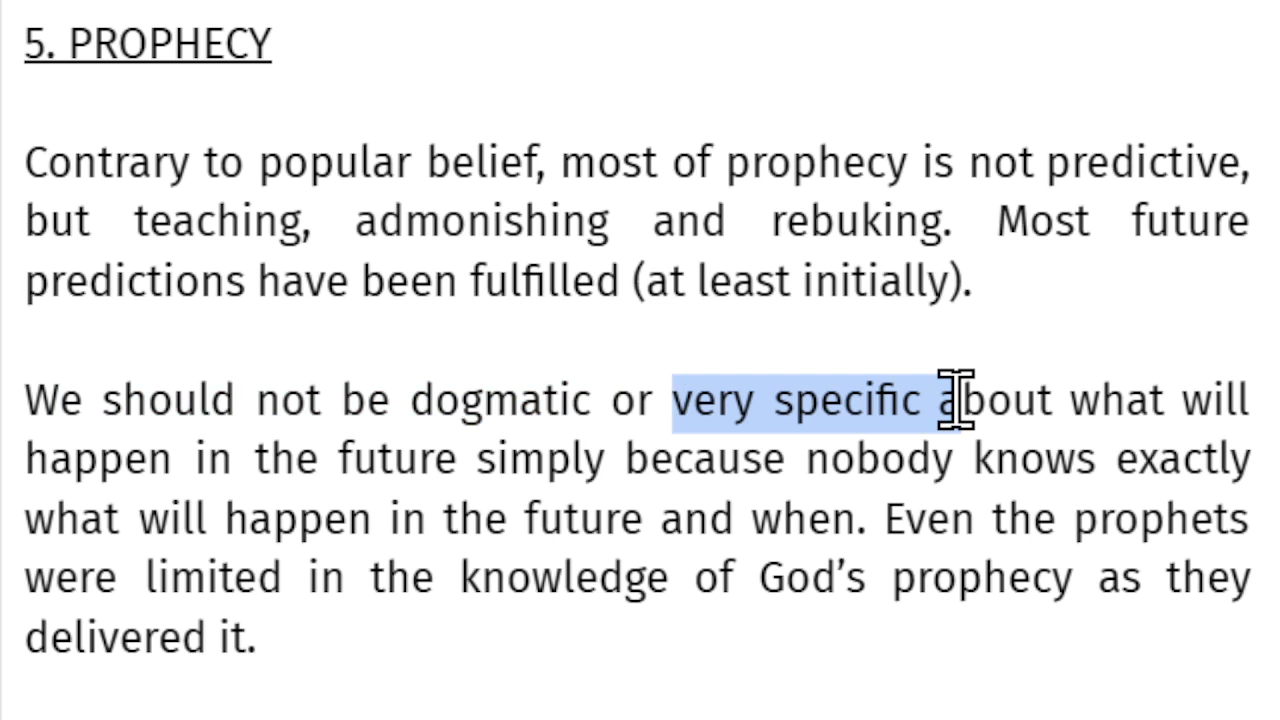 5. PROPHECY
Contrary to popular belief, most of prophecy is not predictive,
but teaching, admonishing and rebuking. Most future
predictions have been fulfilled (at least initially).
We should not be dogmatic or very specific about what will
happen in the future simply because nobody knows exactly
what will happen in the future and when. Even the prophets
were limited in the knowledge of God’s prophecy as they
delivered it.